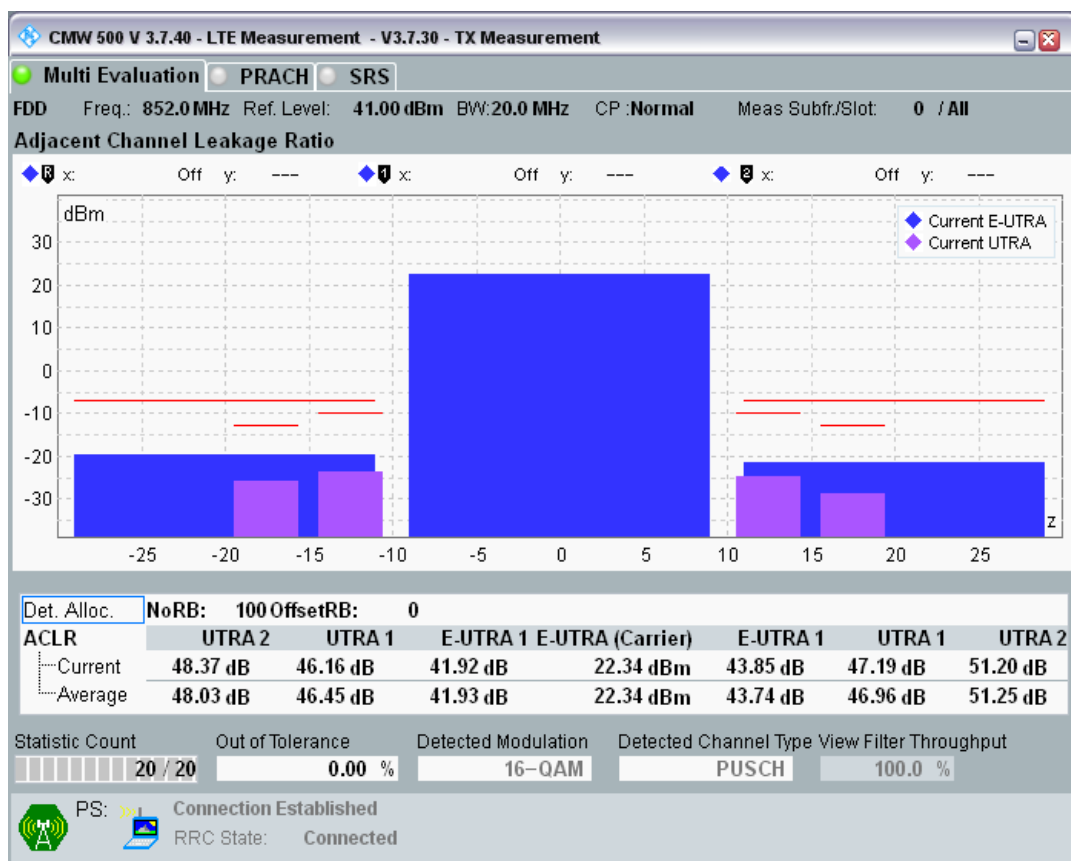 CMW 500 V 3.7.40 - LTE Measurement - V3.7.30 - TX Measurement
Multi Evaluation PRACH SRS
FDD Freq.: 852.0 MHz Ref. Level: 41.00 dBm BW: 20.0 MHz CP :Normal Meas Subfr./Slot: 0 / All
Adjacent Channel Leakage Ratio
R x: Off y: --- 1 x: Off y: --- 2 x: Off y: ---
dBm
Current E-UTRA
Current UTRA
30
20
10
0
-10
-20
-30
z
-25 -20 -15 -10 -5 0 5 10 15 20 25
Det. Alloc. NoRB: 100 OffsetRB: 0
ACLR UTRA 2 UTRA 1 E-UTRA 1 E-UTRA (Carrier) E-UTRA 1 UTRA 1 UTRA 2
Current 48.37 dB 46.16 dB 41.92 dB 22.34 dBm 43.85 dB 47.19 dB 51.20 dB
Average 48.03 dB 46.45 dB 41.93 dB 22.34 dBm 43.74 dB 46.96 dB 51.25 dB
Statistic Count Out of Tolerance Detected Modulation Detected Channel Type View Filter Throughput
20 / 20 0.00 % 16-QAM PUSCH 100.0 %
PS: Connection Established
RRC State: Connected